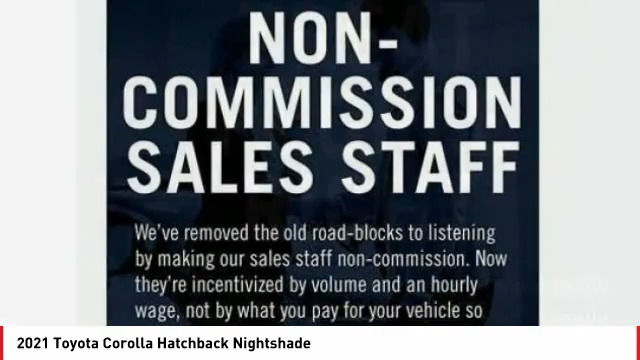 NON-
COMMISSION
SALES STAFF
We've removed the old road-blocks to listening
by making our sales staff non-commission. Now
they're incentivized by volume and an hourly
wage, not by what you pay for your vehicle so
2021 Toyota Corolla Hatchback Nightshade